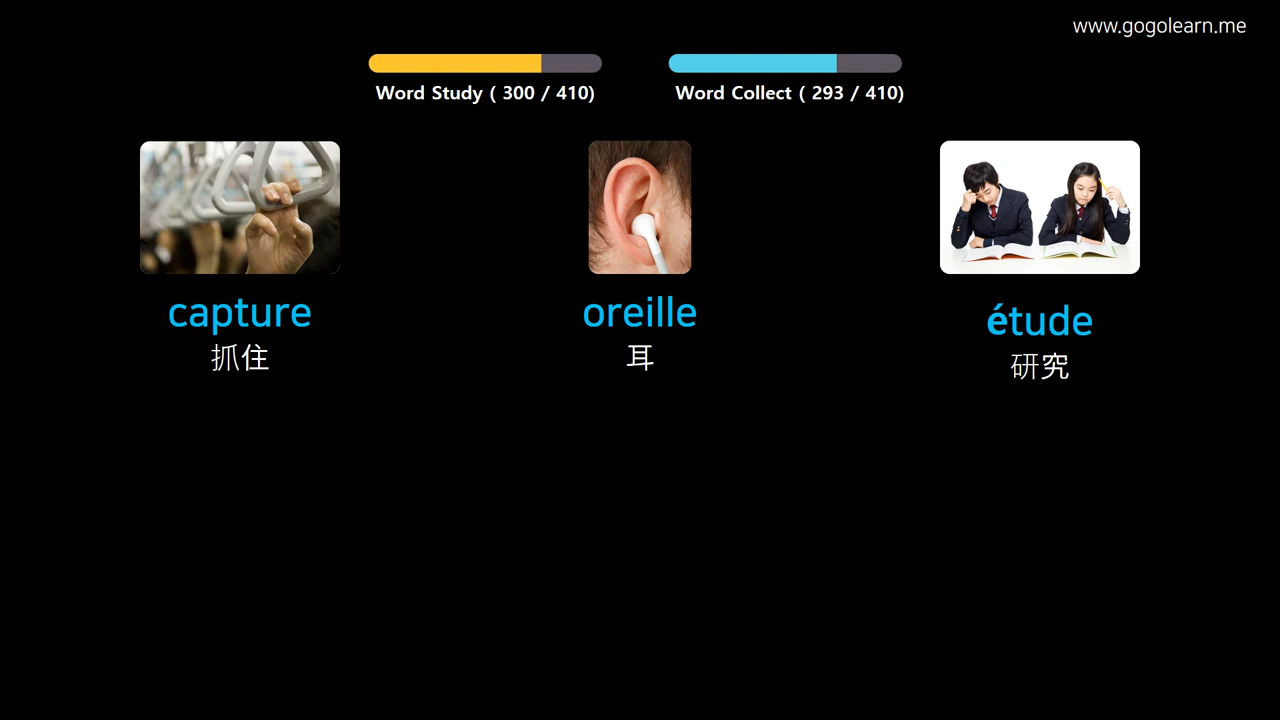 www.gogolearn.me
Word Study ( 300 / 410)
Word Collect ( 293 / 410)
capture
抓住
oreille
耳
étude
研究